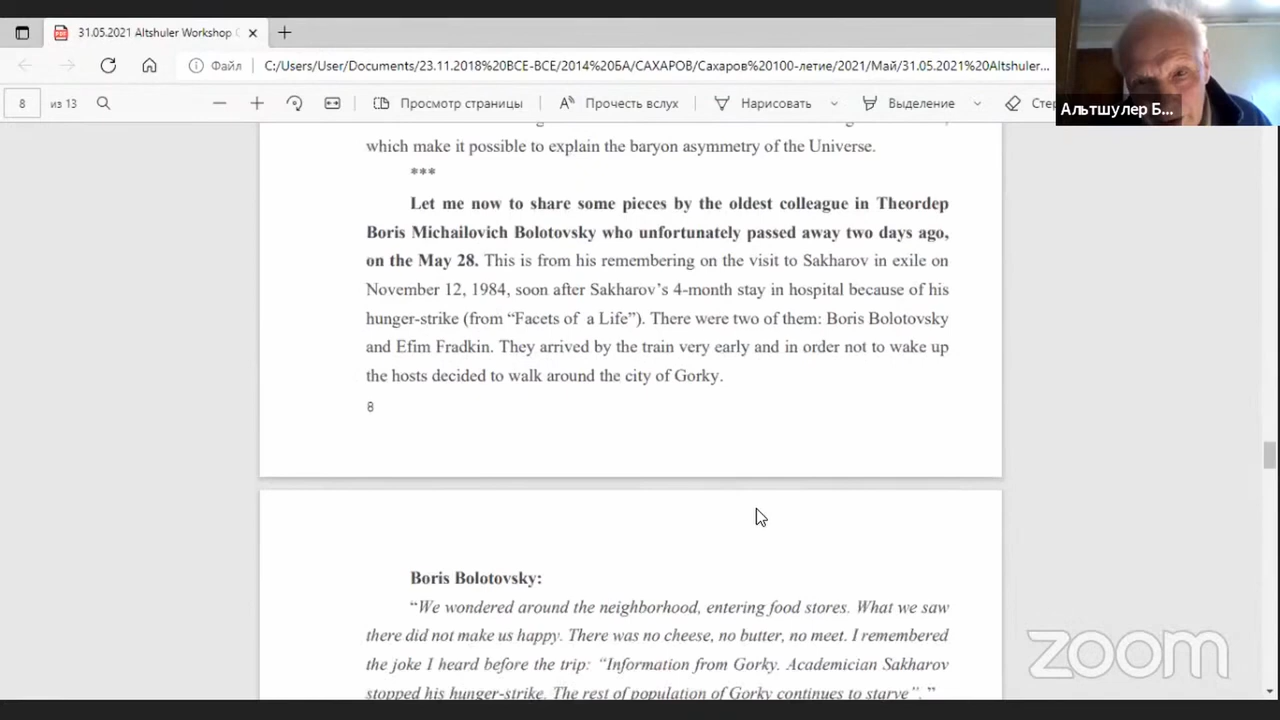 31.05.2021 Altshuler Workshop
Файл
C:/Users/User/Documents/23.11.2018%20ВСЕ-ВСЕ/2014%20БА/САХАРОВ/Сахаров%20100-летие/2021/Май/31.05.2021%20Altshuler...
8 из 13
Просмотр страницы
Прочесть вслух
Нарисовать
Выделение
Альтшулер Б...
which make it possible to explain the baryon asymmetry of the Universe.
***
Let me now to share some pieces by the oldest colleague in Theordep
Boris Michailovich Bolotovsky who unfortunately passed away two days ago,
on the May 28. This is from his remembering on the visit to Sakharov in exile on
November 12, 1984, soon after Sakharov’s 4-month stay in hospital because of his
hunger-strike (from “Facets of a Life”). There were two of them: Boris Bolotovsky
and Efim Fradkin. They arrived by the train very early and in order not to wake up
the hosts decided to walk around the city of Gorky.
8
Boris Bolotovsky:
“We wondered around the neighborhood, entering food stores. What we saw
there did not make us happy. There was no cheese, no butter, no meet. I remembered
the joke I heard before the trip: “Information from Gorky. Academician Sakharov
stopped his hunger-strike. The rest of population of Gorky continues to starve”. ”
zoom